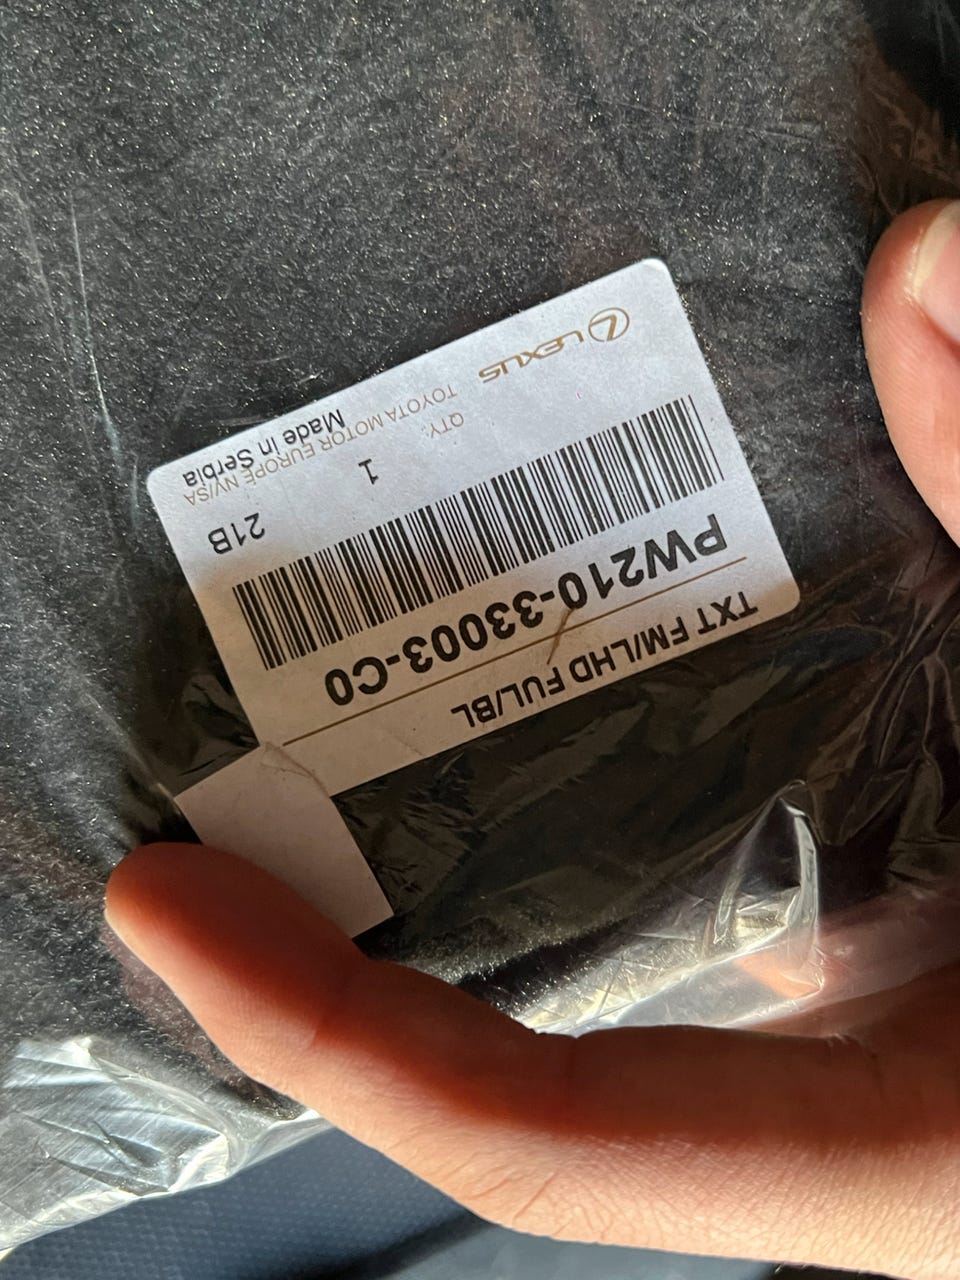 TXT FM/LHD FUL/BL
PW210-33003-C0
QTY.
1
21B
LEXUS
TOYOTA MOTOR EUROPE NV/SA
Made in Serbia